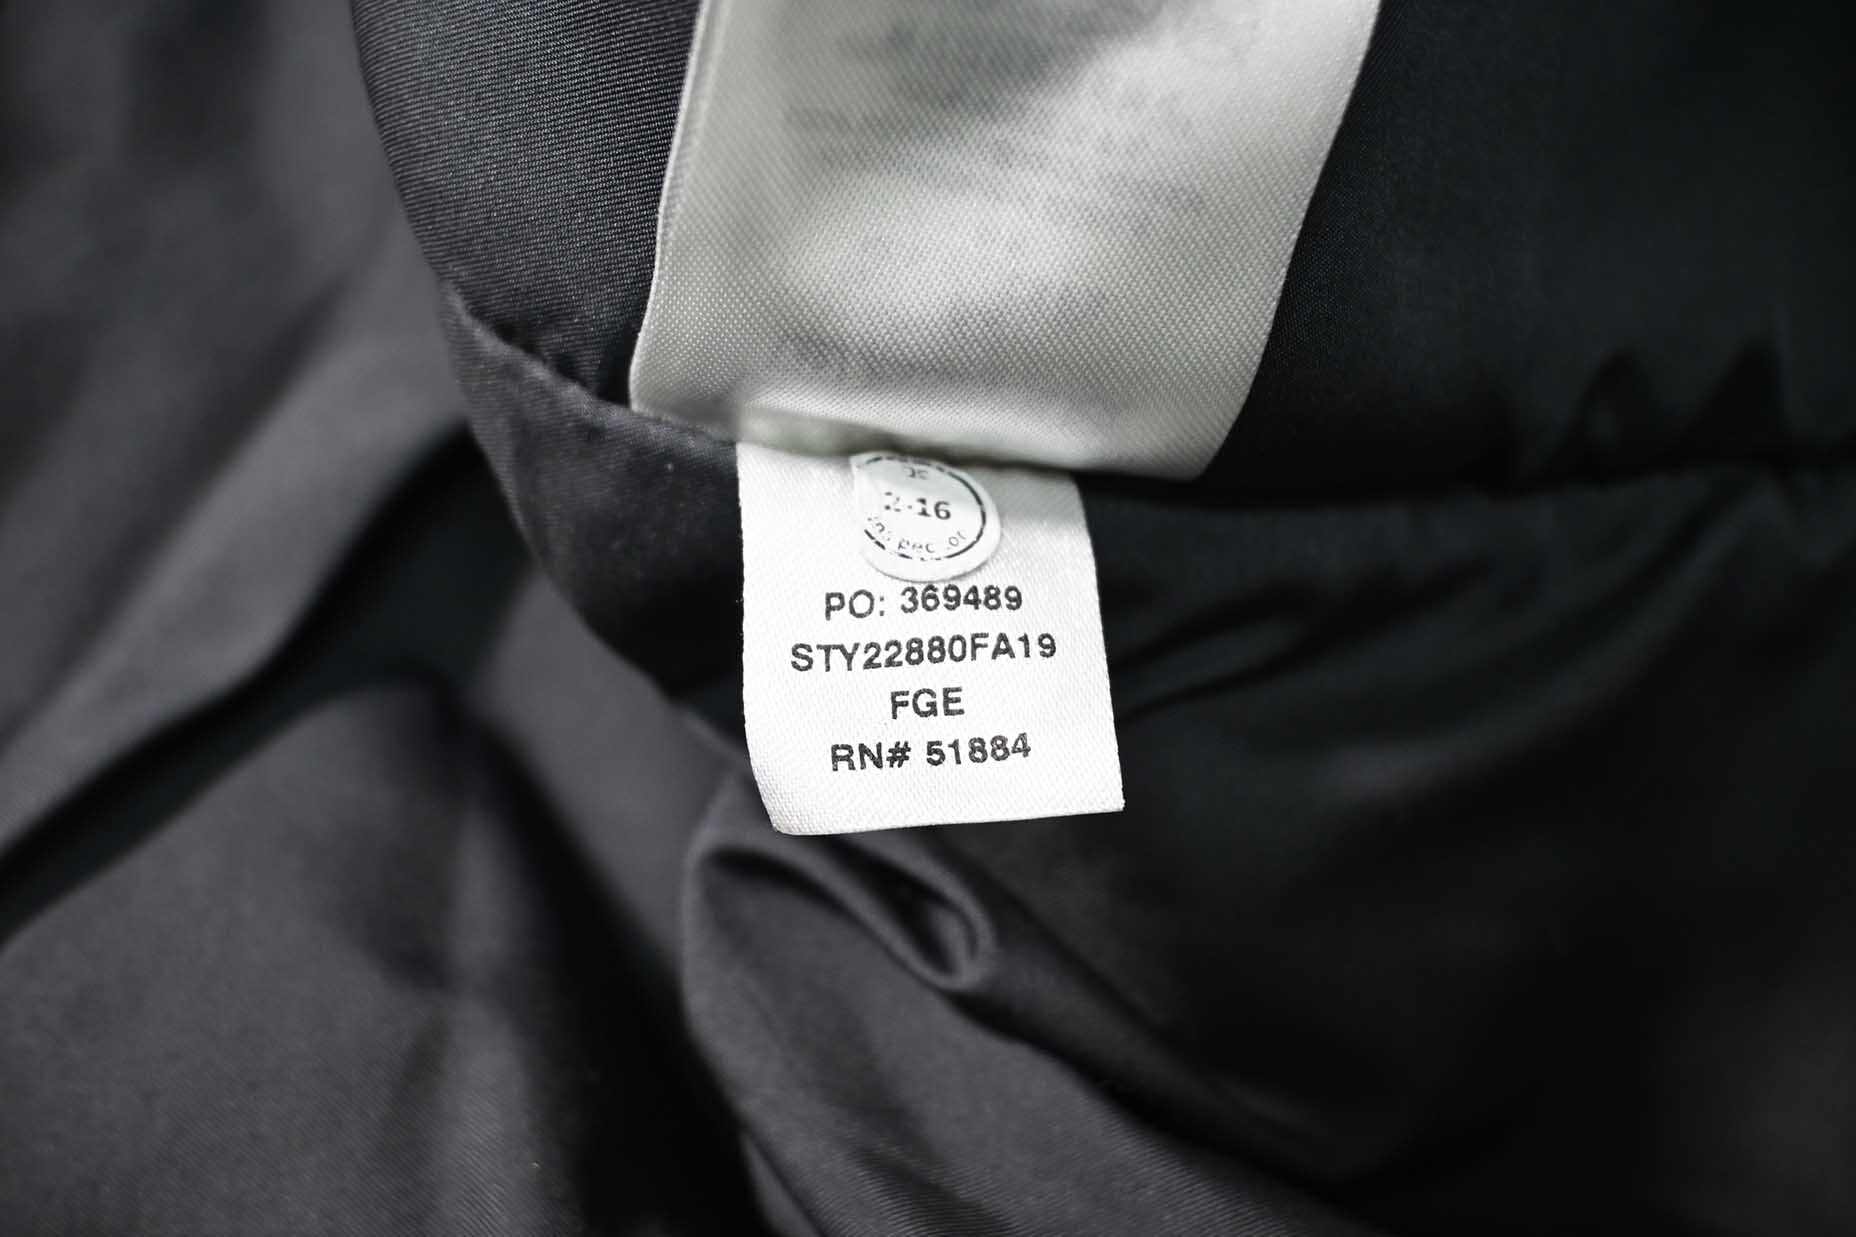 2-16
PO: 369489
STY22880FA19
FGE
RN# 51884